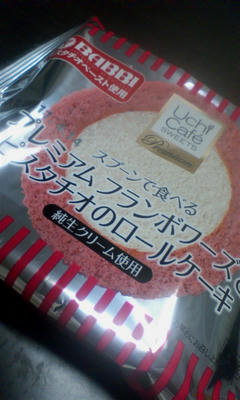 BABBI
スタチオペースト使用
Uchi
Café
SWEETS
Premium
スプーンで食べる
プレミアムフランボワーズ
ピスタチオのロールケーキ
純生クリーム使用